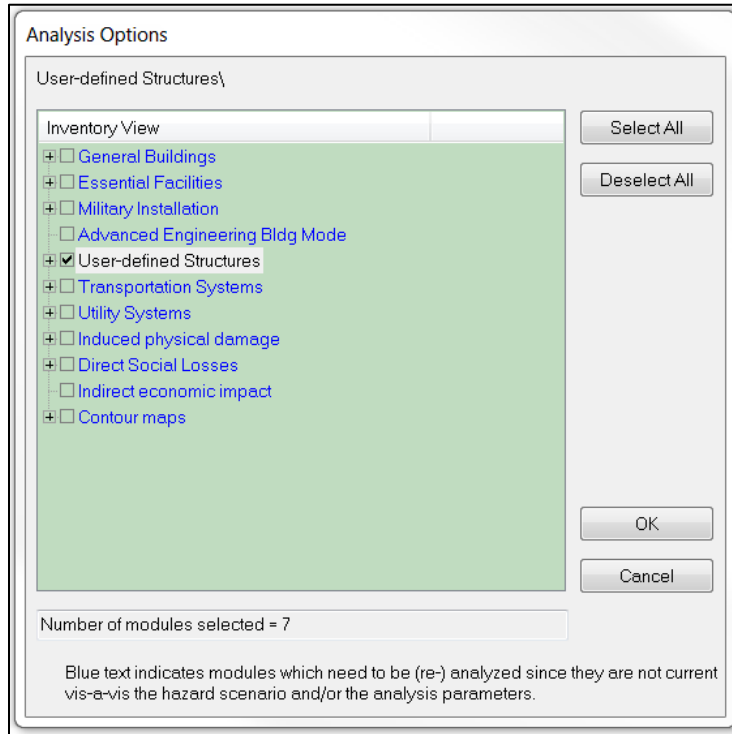 Analysis Options
User-defined Structures\
Inventory View
Select All
General Buildings
Essential Facilities
Deselect All
Military Installation
Advanced Engineering Bldg Mode
User-defined Structures
Transportation Systems
Utility Systems
Induced physical damage
Direct Social Losses
Indirect economic impact
Contour maps
OK
Cancel
Number of modules selected = 7
Blue text indicates modules which need to be (re-) analyzed since they are not current
vis-a-vis the hazard scenario and/or the analysis parameters.